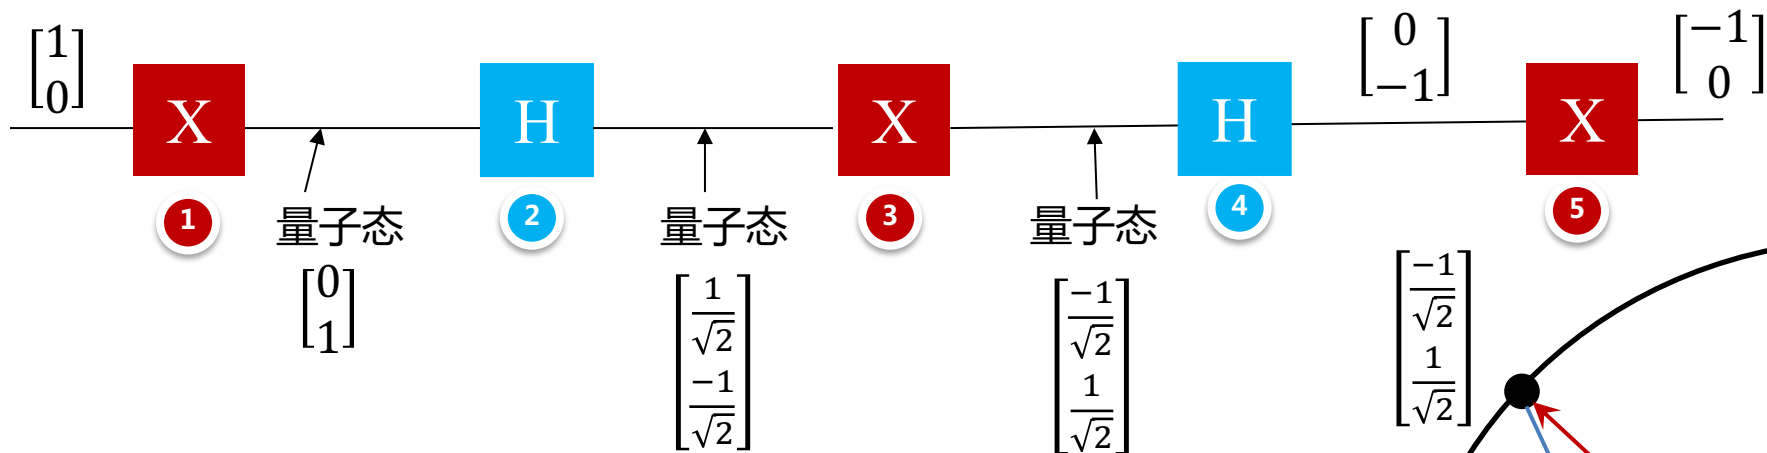 [1 0] X H X H [0 -1] X [-1 0]
1 2 3 4 5
量子态 量子态 量子态
[0 1] [1/√2 -1/√2] [-1/√2 1/√2] [-1/√2 1/√2]